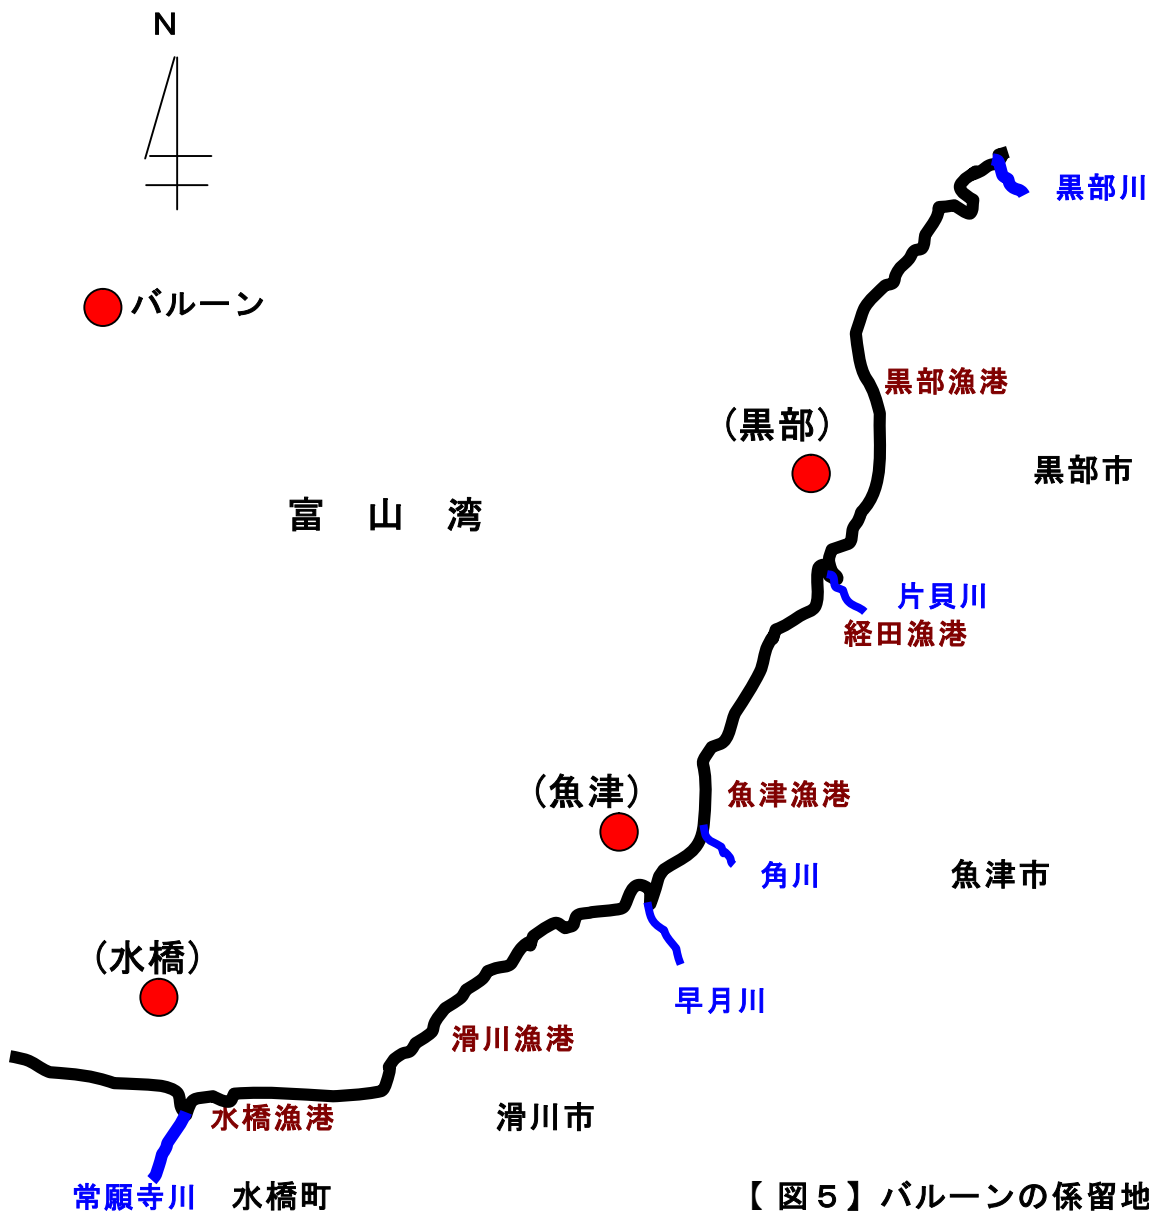 N
黒部川
バルーン
黒部漁港
（黒部）
黒部市
富 山 湾
片貝川
経田漁港
（魚津）
魚津漁港
角川
魚津市
（水橋）
早月川
滑川漁港
水橋漁港
滑川市
常願寺川
水橋町
【図５】バルーンの係留地